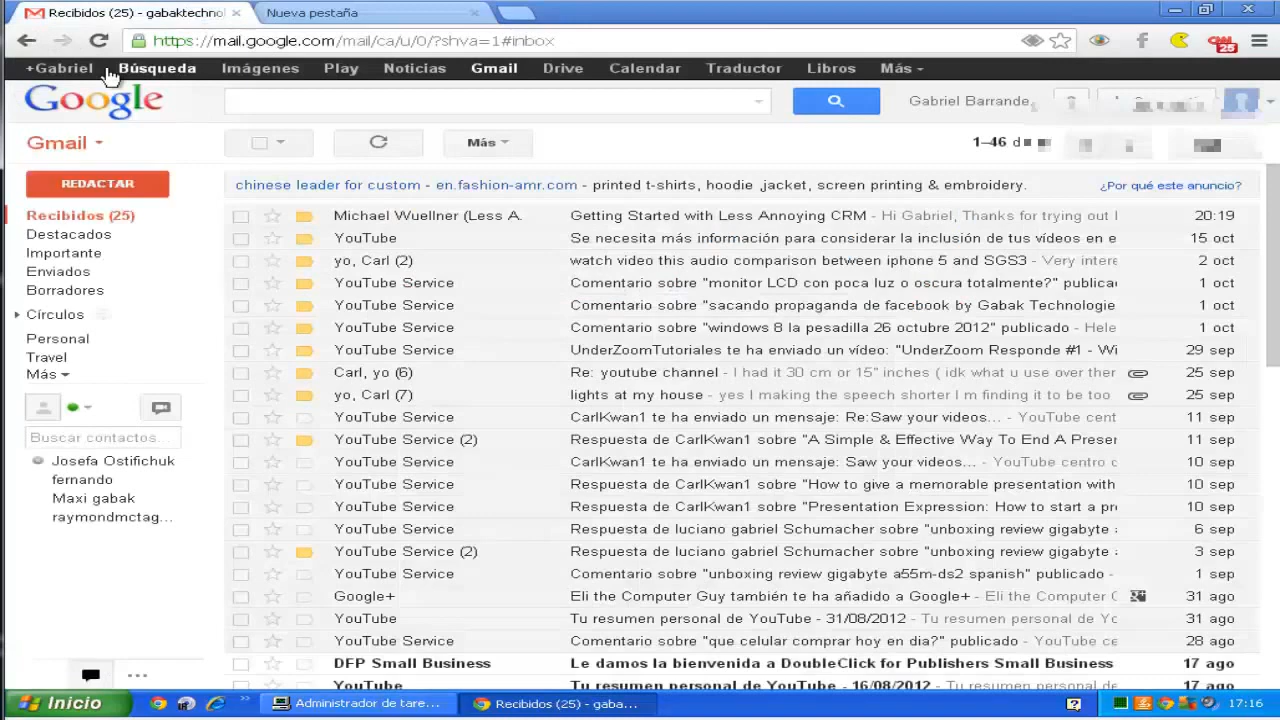 Recibidos (25) - gabaktechnol
Nueva pestaña
https://mail.google.com/mail/ca/u/0/?shva=1#inbox
25
+Gabriel Búsqueda Imágenes Play Noticias Gmail Drive Calendar Traductor Libros Más
Google
Gabriel Barrande
Gmail
Más
1–46 d
REDACTAR
chinese leader for custom - en.fashion-amr.com - printed t-shirts, hoodie ,jacket, screen printing & embroidery.
¿Por qué este anuncio?
Recibidos (25)
Destacados
Importante
Enviados
Borradores
Círculos
Personal
Travel
Más
Buscar contactos...
Josefa Ostifichuk
fernando
Maxi gabak
raymondmctag...
Michael Wuellner (Less A. Getting Started with Less Annoying CRM - Hi Gabriel, Thanks for trying out 20:19
YouTube Se necesita más información para considerar la inclusión de tus vídeos en e 15 oct
yo, Carl (2) watch video this audio comparison between iphone 5 and SGS3 - Very intere 2 oct
YouTube Service Comentario sobre "monitor LCD con poca luz o oscura totalmente?" publica 1 oct
YouTube Service Comentario sobre "sacando propaganda de facebook by Gabak Technologie 1 oct
YouTube Service Comentario sobre "windows 8 la pesadilla 26 octubre 2012" publicado - Hele 1 oct
YouTube Service UnderZoomTutoriales te ha enviado un vídeo: "UnderZoom Responde #1 - Wi 29 sep
Carl, yo (6) Re: youtube channel - I had it 30 cm or 15" inches ( idk what u use over ther 25 sep
yo, Carl (7) lights at my house - yes I making the speech shorter I m finding it to be too 25 sep
YouTube Service CarlKwan1 te ha enviado un mensaje: Re:Saw your videos... - YouTube cent 11 sep
YouTube Service (2) Respuesta de CarlKwan1 sobre "A Simple & Effective Way To End A Preser 11 sep
YouTube Service CarlKwan1 te ha enviado un mensaje: Saw your videos... - YouTube centro c 10 sep
YouTube Service Respuesta de CarlKwan1 sobre "How to give a memorable presentation with 10 sep
YouTube Service Respuesta de CarlKwan1 sobre "Presentation Expression: How to start a pr 10 sep
YouTube Service Respuesta de luciano gabriel Schumacher sobre "unboxing review gigabyte 6 sep
YouTube Service (2) Respuesta de luciano gabriel Schumacher sobre "unboxing review gigabyte 3 sep
YouTube Service Comentario sobre "unboxing review gigabyte a55m-ds2 spanish" publicado - 1 sep
Google+ Eli the Computer Guy también te ha añadido a Google+ - Eli the Computer G 31 ago
YouTube Tu resumen personal de YouTube - 31/08/2012 - Tu resumen personal de Yc 31 ago
YouTube Service Comentario sobre "que celular comprar hoy en dia?" publicado - YouTube ce 28 ago
DFP Small Business Le damos la bienvenida a DoubleClick for Publishers Small Business 17 ago
YouTube Tu resumen personal de YouTube - 16/08/2012 - Tu resumen personal de 17 ago
Inicio
Administrador de tare...
Recibidos (25) - gaba...
17:16